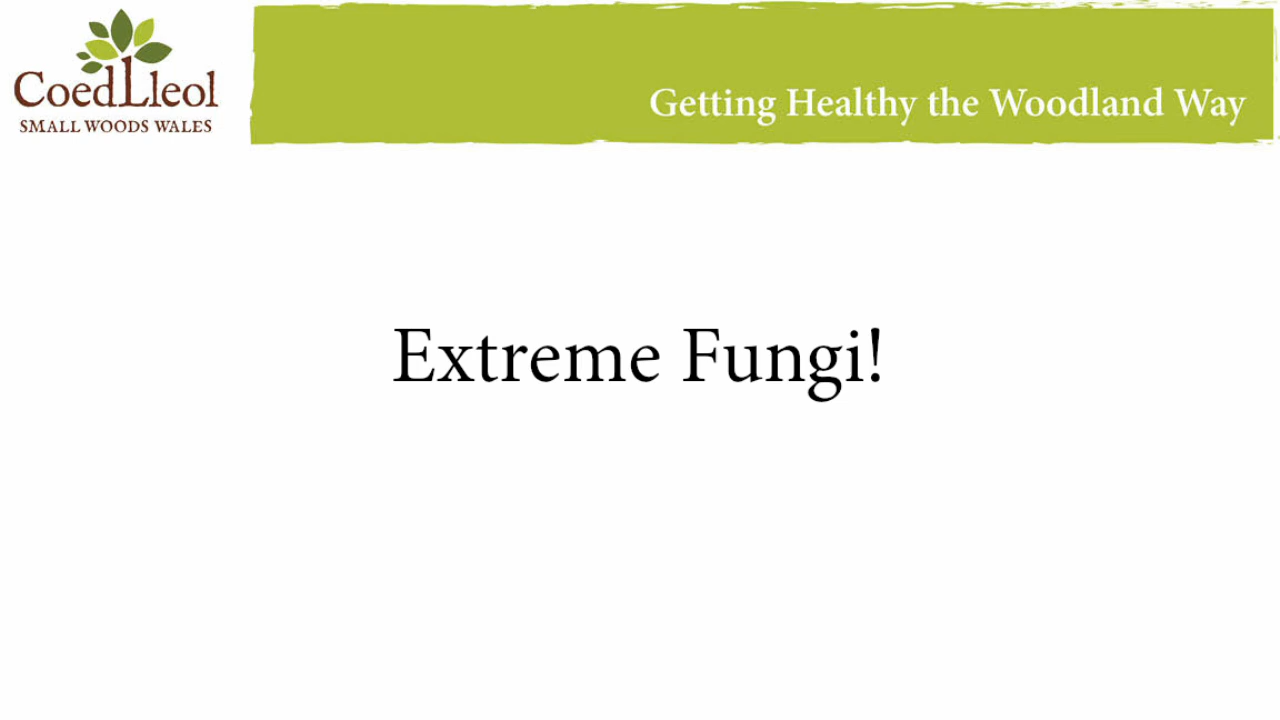 CoedLleol
SMALL WOODS WALES
Getting Healthy the Woodland Way
Extreme Fungi!